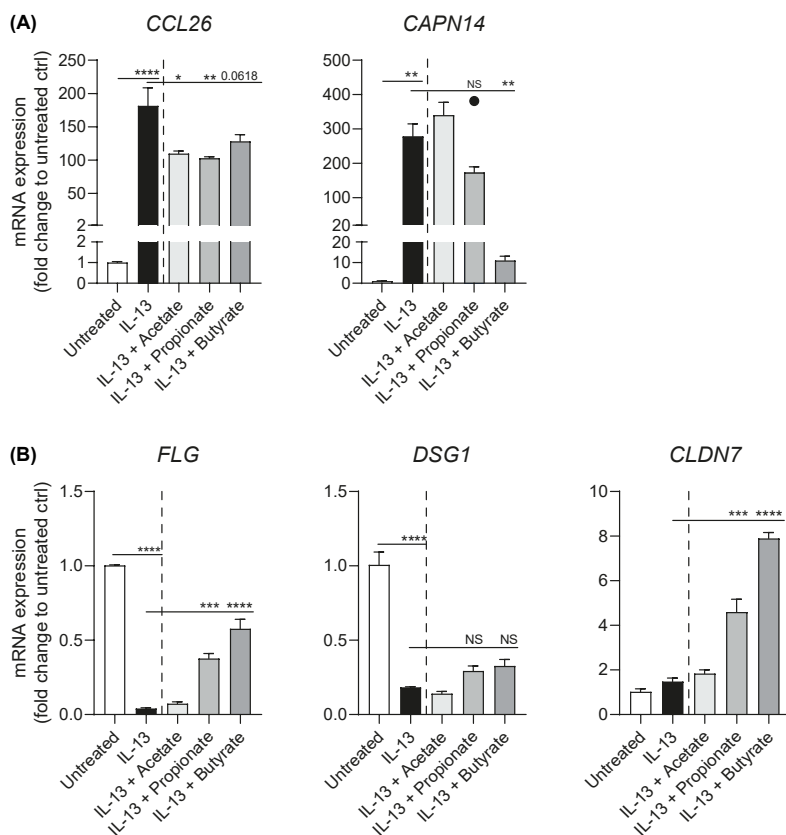 (A)
CCL26
CAPN14
mRNA expression
(fold change to untreated ctrl)
250
200
150
100
50
2
2
1
0
**** * ** 0.0618
Untreated
IL-13
IL-13 + Acetate
IL-13 + Propionate
IL-13 + Butyrate
500
400
300
200
100
20
20
10
0
** NS **
Untreated
IL-13
IL-13 + Acetate
IL-13 + Propionate
IL-13 + Butyrate
(B)
FLG
DSG1
CLDN7
mRNA expression
(fold change to untreated ctrl)
1.5
1.0
0.5
0.0
****
*** ****
Untreated
IL-13
IL-13 + Acetate
IL-13 + Propionate
IL-13 + Butyrate
1.5
1.0
0.5
0.0
****
NS NS
Untreated
IL-13
IL-13 + Acetate
IL-13 + Propionate
IL-13 + Butyrate
10
8
6
4
2
0
*** ****
Untreated
IL-13
IL-13 + Acetate
IL-13 + Propionate
IL-13 + Butyrate